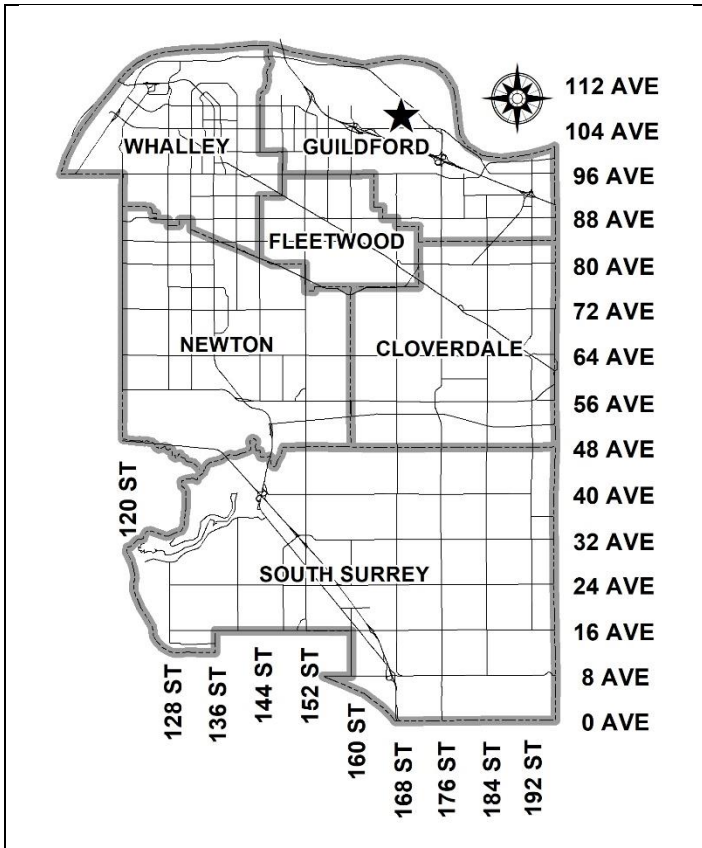 112 AVE
104 AVE
WHALLEY
GUILDFORD
96 AVE
88 AVE
FLEETWOOD
80 AVE
72 AVE
NEWTON
CLOVERDALE
64 AVE
56 AVE
48 AVE
120 ST
40 AVE
32 AVE
SOUTH SURREY
24 AVE
16 AVE
8 AVE
0 AVE
128 ST
136 ST
144 ST
152 ST
160 ST
168 ST
176 ST
184 ST
192 ST